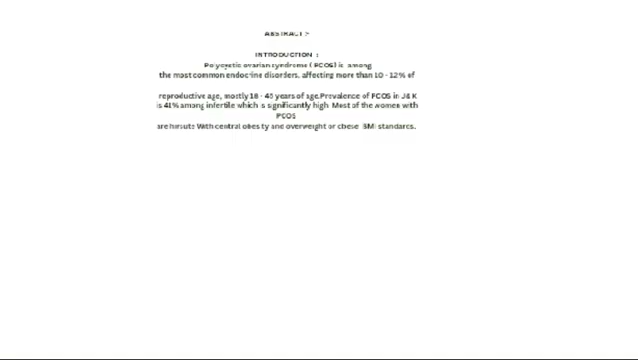 ABSTRACT :-
INTRODUCTION :
Polycystic ovarian syndrome ( PCOS) is among
the most common endocrine disorders, affecting more than 10 - 12% of
reproductive age, mostly 18 - 45 years of age.Prevalence of PCOS in J& K
is 41% among infertile which is significantly high Most of the women with
PCOS
are hirsute With central obesity and overweight or obese BMI standards.